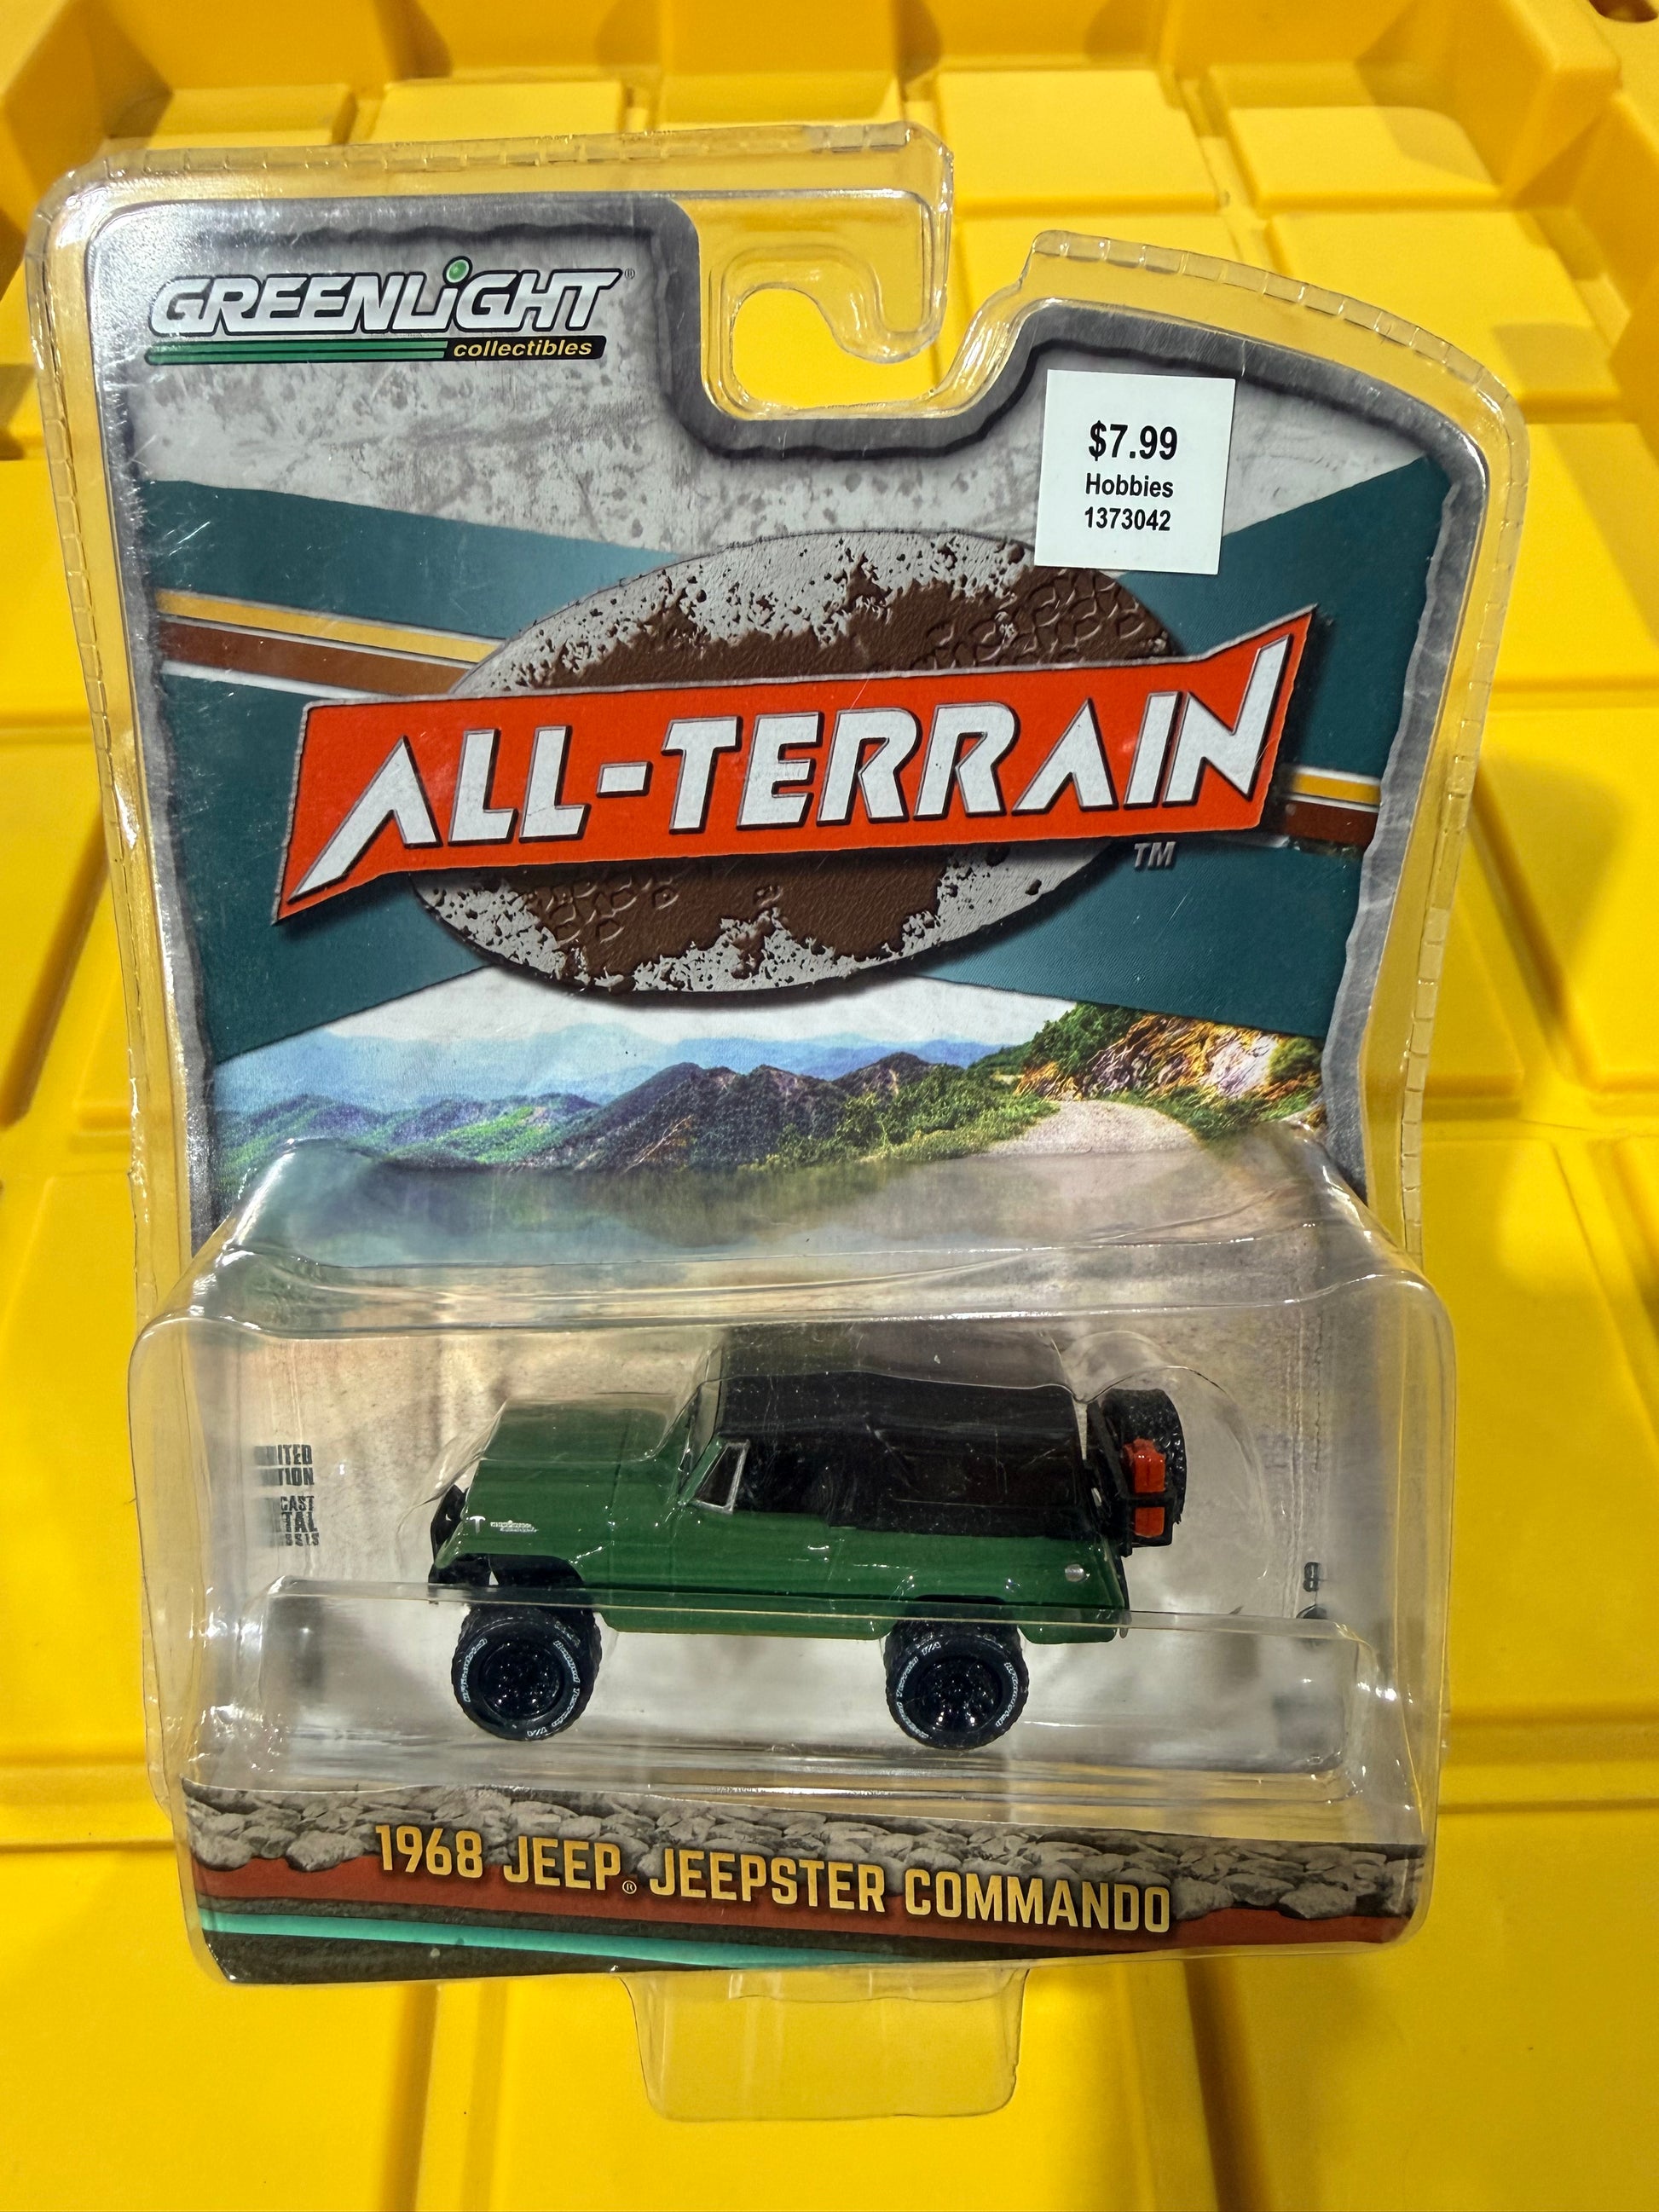 GREENLiGHT®
collectibles
$7.99
Hobbies
1373042
ALL-TERRAIN
TM
1968 JEEP® JEEPSTER COMMANDO